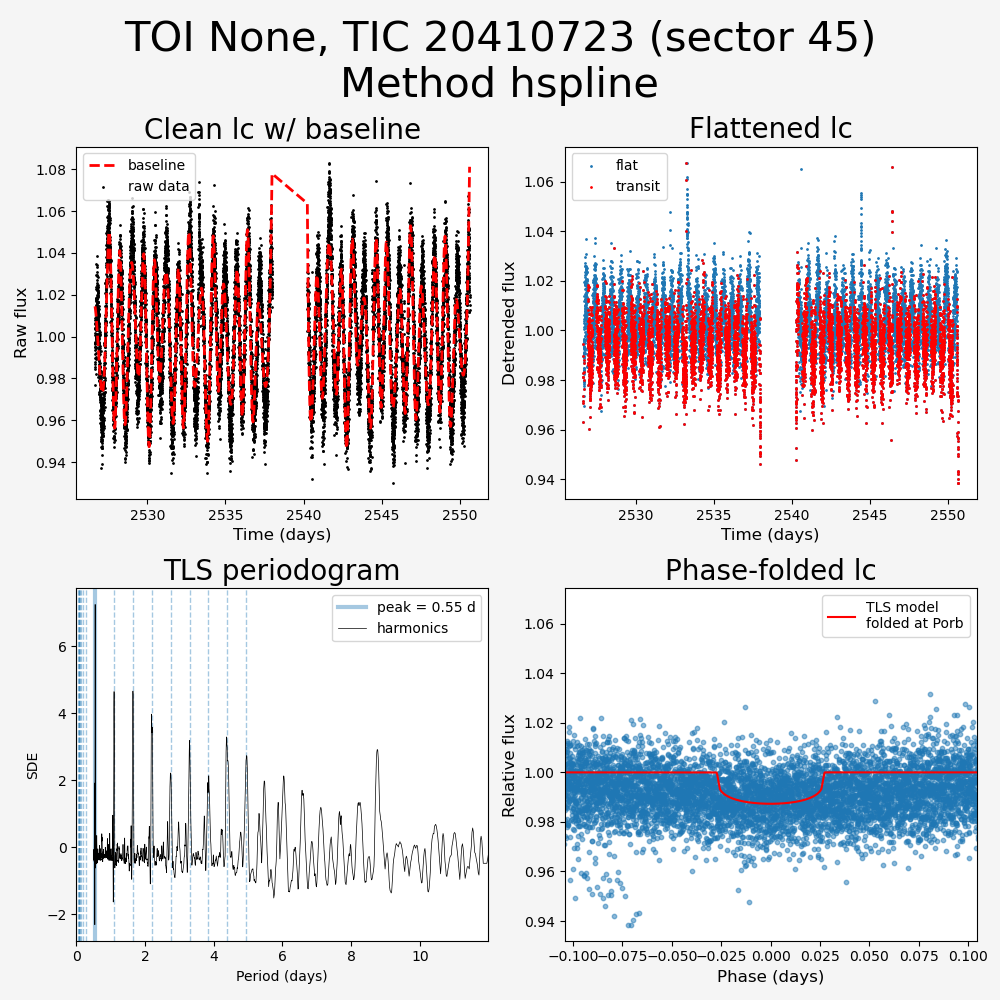 TOI None, TIC 20410723 (sector 45)
Method hspline
Clean lc w/ baseline
baseline
raw data
Raw flux
1.08
1.06
1.04
1.02
1.00
0.98
0.96
0.94
2530
2535
2540
2545
2550
Time (days)
Flattened lc
flat
transit
Detrended flux
1.06
1.04
1.02
1.00
0.98
0.96
0.94
2530
2535
2540
2545
2550
Time (days)
TLS periodogram
peak = 0.55 d
harmonics
SDE
6
4
2
0
−2
0
2
4
6
8
10
Period (days)
Phase-folded lc
TLS model
folded at Porb
Relative flux
1.06
1.04
1.02
1.00
0.98
0.96
0.94
−0.100
−0.075
−0.050
−0.025
0.000
0.025
0.050
0.075
0.100
Phase (days)